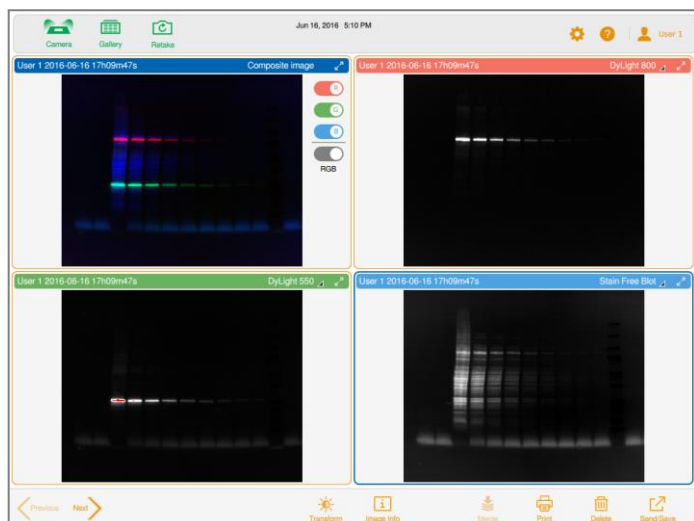 Jun 16, 2016 5:10 PM
Camera Gallery Retake
User 1
User 1 2016-06-16 17h09m47s Composite image
R
G
B
RGB
User 1 2016-06-16 17h09m47s DyLight 800
User 1 2016-06-16 17h09m47s DyLight 550
User 1 2016-06-16 17h09m47s Stain Free Blot
Previous Next Transform Image Info Merge Print Delete Send/Save